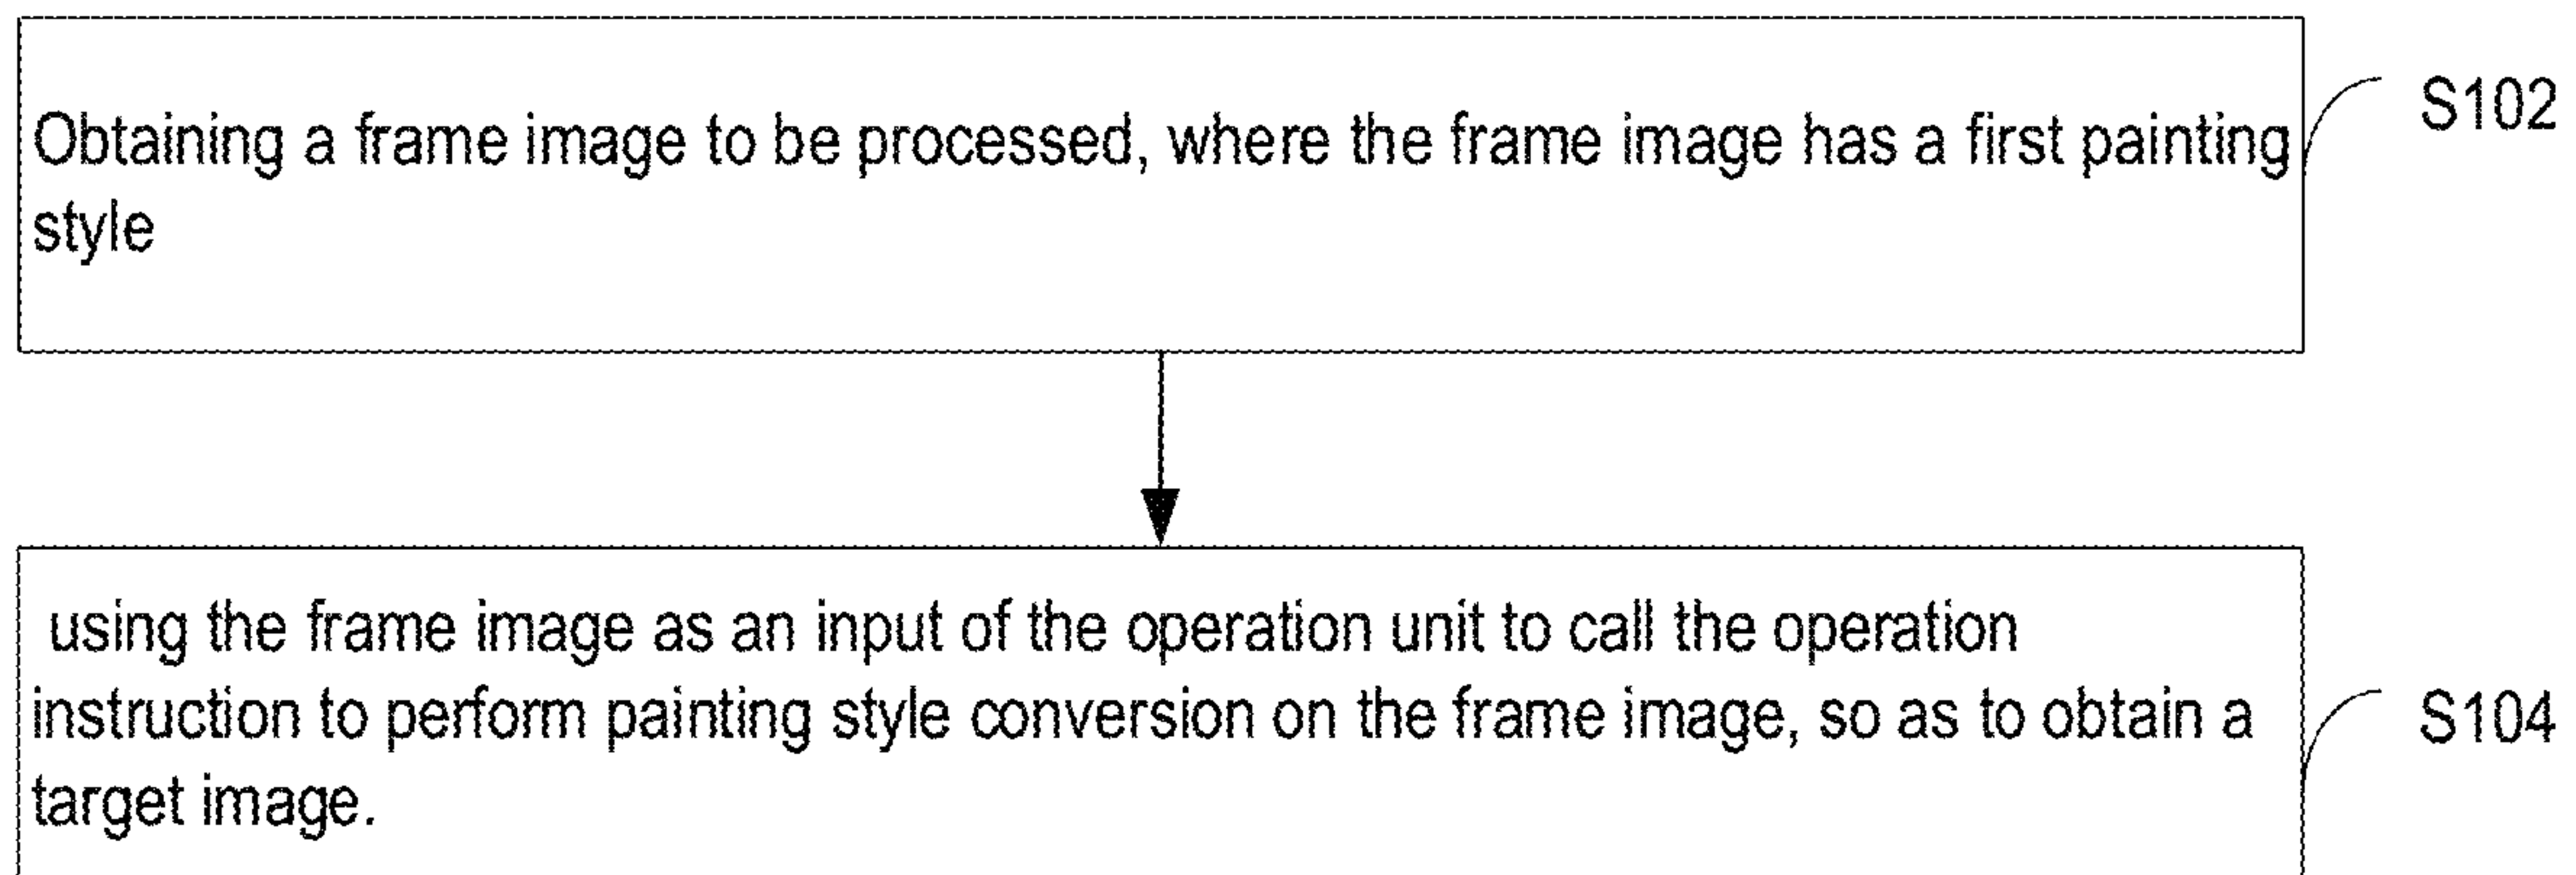 Obtaining a frame image to be processed, where the frame image has a first painting
style
S102
using the frame image as an input of the operation unit to call the operation
instruction to perform painting style conversion on the frame image, so as to obtain a
target image.
S104